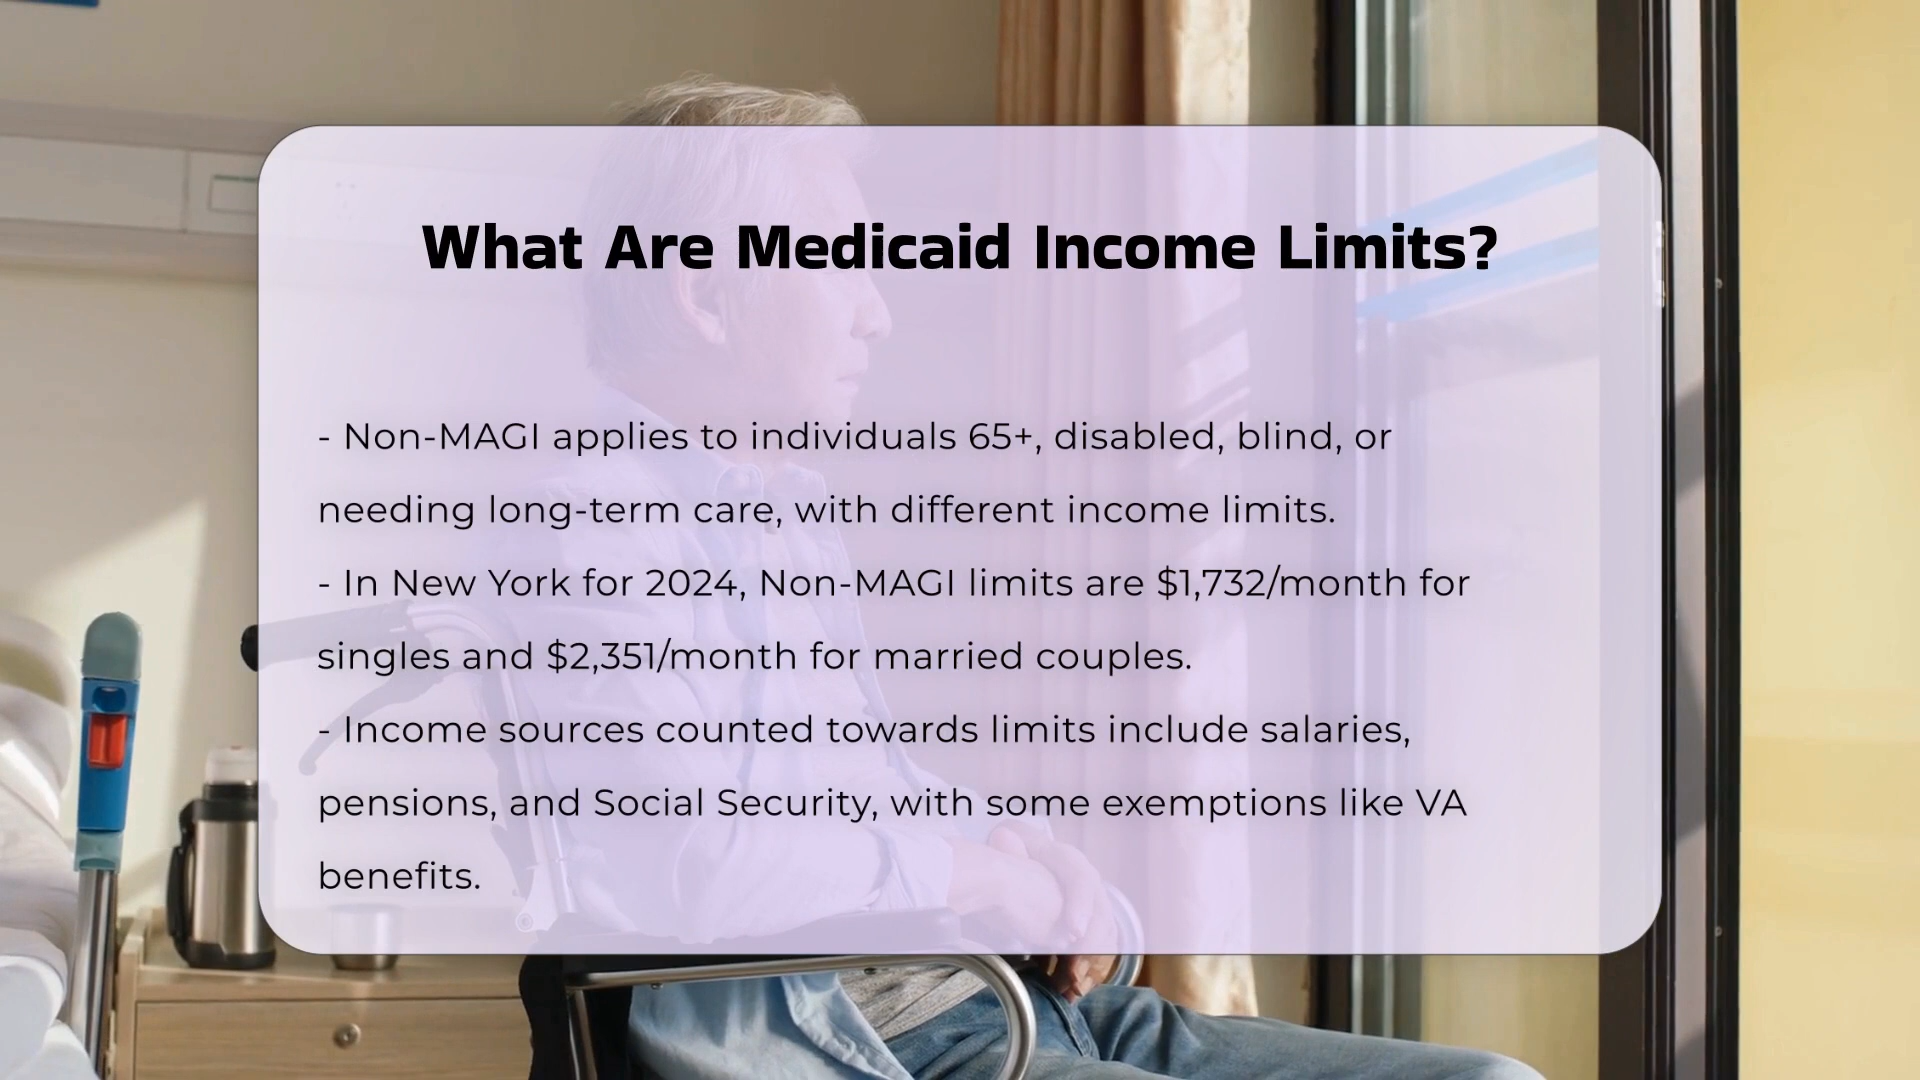 What Are Medicaid Income Limits?
- Non-MAGI applies to individuals 65+, disabled, blind, or
needing long-term care, with different income limits.
- In New York for 2024, Non-MAGI limits are $1,732/month for
singles and $2,351/month for married couples.
- Income sources counted towards limits include salaries,
pensions, and Social Security, with some exemptions like VA
benefits.